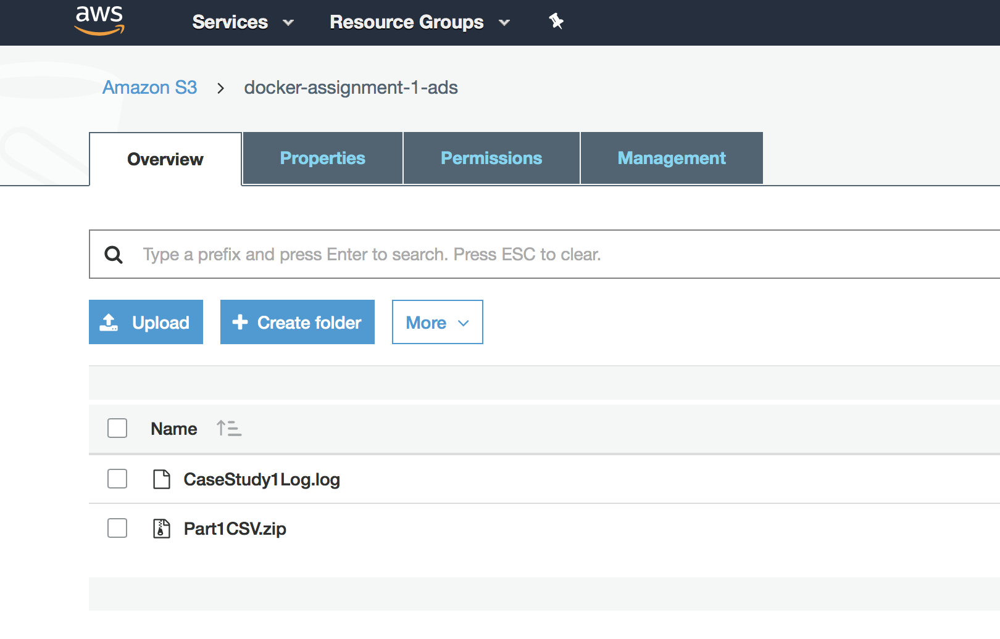 aws Services Resource Groups
Amazon S3 > docker-assignment-1-ads
Overview Properties Permissions Management
Type a prefix and press Enter to search. Press ESC to clear.
Upload Create folder More
Name
CaseStudy1Log.log
Part1CSV.zip